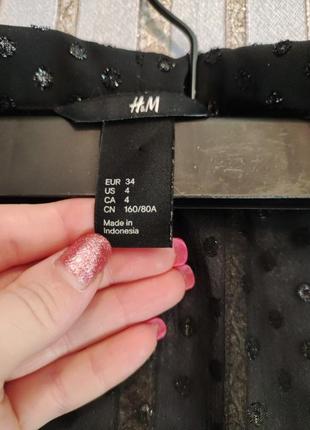 H&M
EUR 34
US 4
CA 4
CN 160/80A
Made in
Indonesia